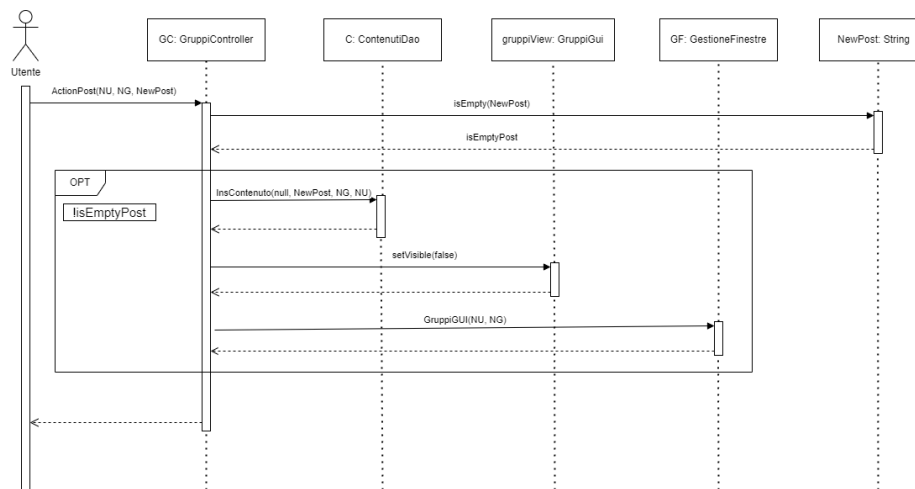 GC: GruppiController
C: ContenutiDao
gruppiView: GruppiGui
GF: GestioneFinestre
NewPost: String
Utente
ActionPost(NU, NG, NewPost)
isEmpty(NewPost)
isEmptyPost
OPT
InsContenuto(null, NewPost, NG, NU)
!isEmptyPost
setVisible(false)
GruppiGUI(NU, NG)